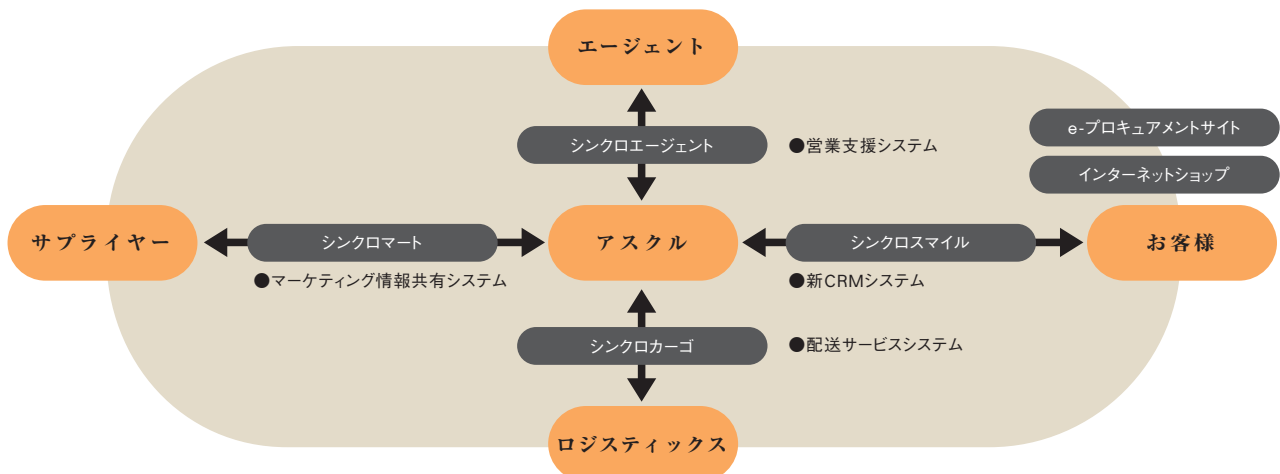 エージェント
シンクロエージェント
●営業支援システム
e-プロキュアメントサイト
インターネットショップ
サプライヤー
シンクロマート
アスクル
シンクロスマイル
お客様
●マーケティング情報共有システム
●新CRMシステム
シンクロカーゴ
●配送サービスシステム
ロジスティックス